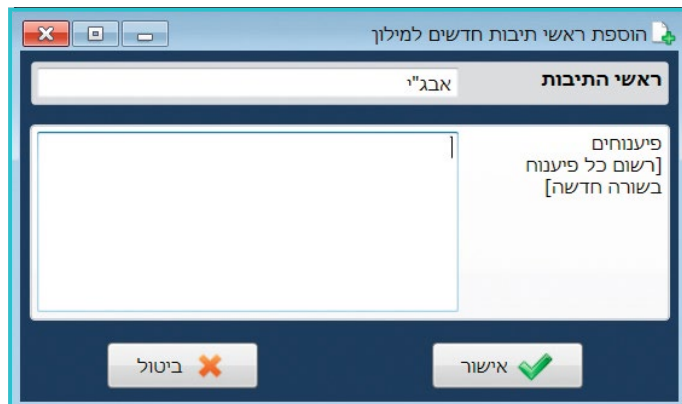 הוספת ראשי תיבות חדשים למילון
ראשי התיבות
אבג"י
פיענוחים
[רשום כל פיענוח
בשורה חדשה]
אישור
ביטול